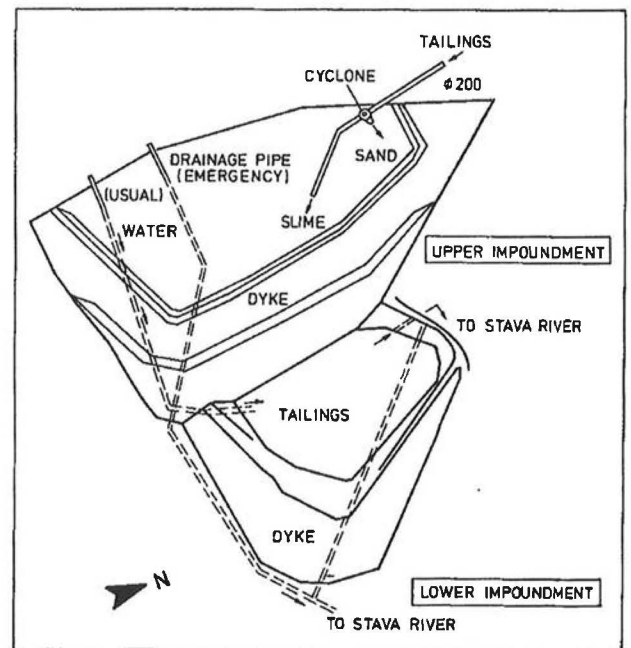 TAILINGS
CYCLONE
ϕ200
DRAINAGE PIPE
(EMERGENCY)
SAND
(USUAL)
SLIME
WATER
UPPER IMPOUNDMENT
DYKE
TO STAVA RIVER
TAILINGS
DYKE
N
LOWER IMPOUNDMENT
TO STAVA RIVER